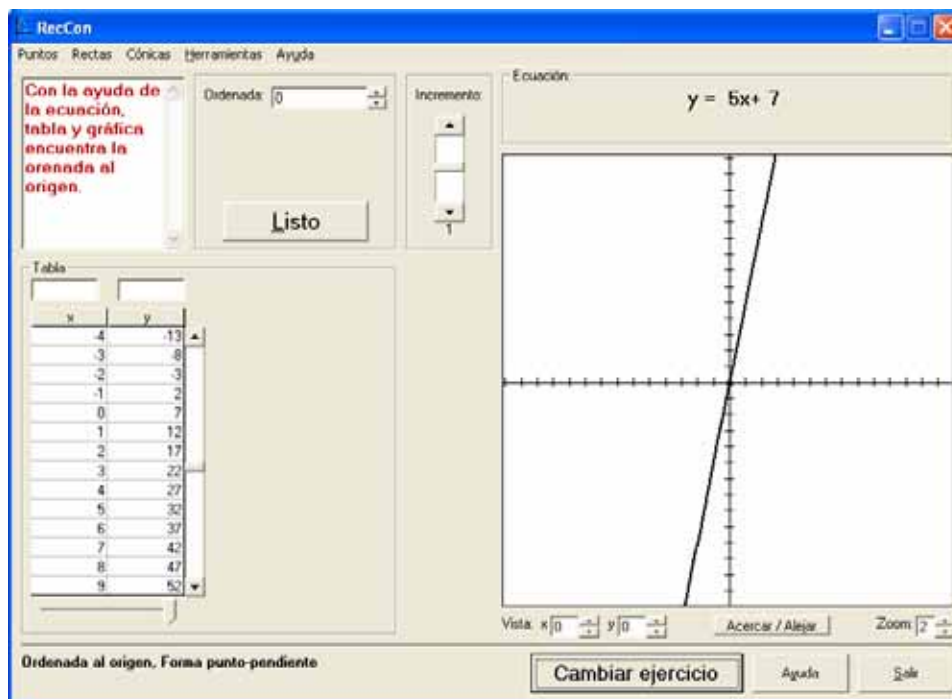 RecCon
Puntos Rectas Cónicas Herramientas Ayuda
Con la ayuda de
la ecuación,
tabla y gráfica
encuentra la
orenada al
origen.
Ordenada: 0
Listo
Incremento:
1
Ecuación:
y = 5x+ 7
Tabla
x y
-4 -13
-3 -8
-2 -3
-1 2
0 7
1 12
2 17
3 22
4 27
5 32
6 37
7 42
8 47
9 52
Vista: x 0 y 0 Acercar / Alejar Zoom: 2
Ordenada al origen, Forma punto-pendiente
Cambiar ejercicio Ayuda Salir